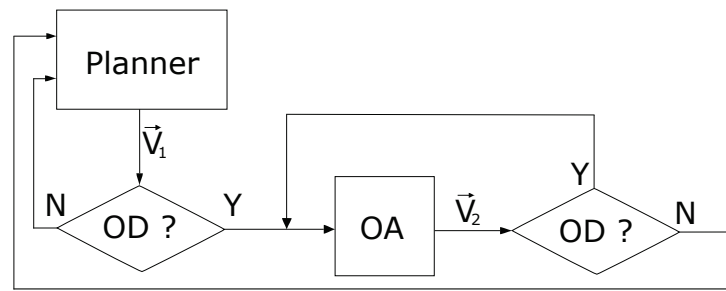 Planner
V⃗₁
N
OD ?
Y
OA
V⃗₂
Y
OD ?
N